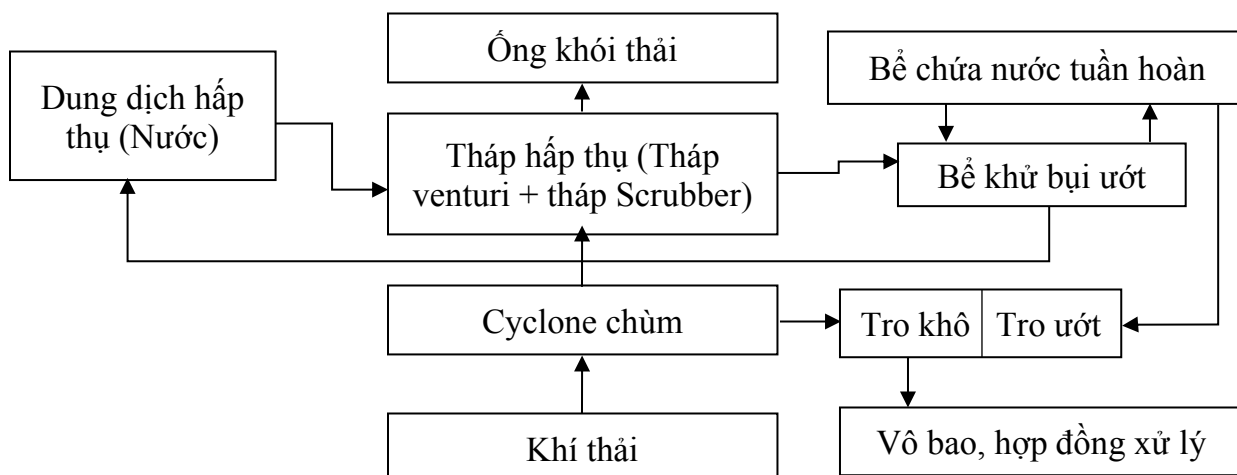 Ống khói thải
Bể chứa nước tuần hoàn
Dung dịch hấp
thụ (Nước)
Tháp hấp thụ (Tháp
venturi + tháp Scrubber)
Bể khử bụi ướt
Cyclone chùm
Tro khô
Tro ướt
Khí thải
Vô bao, hợp đồng xử lý